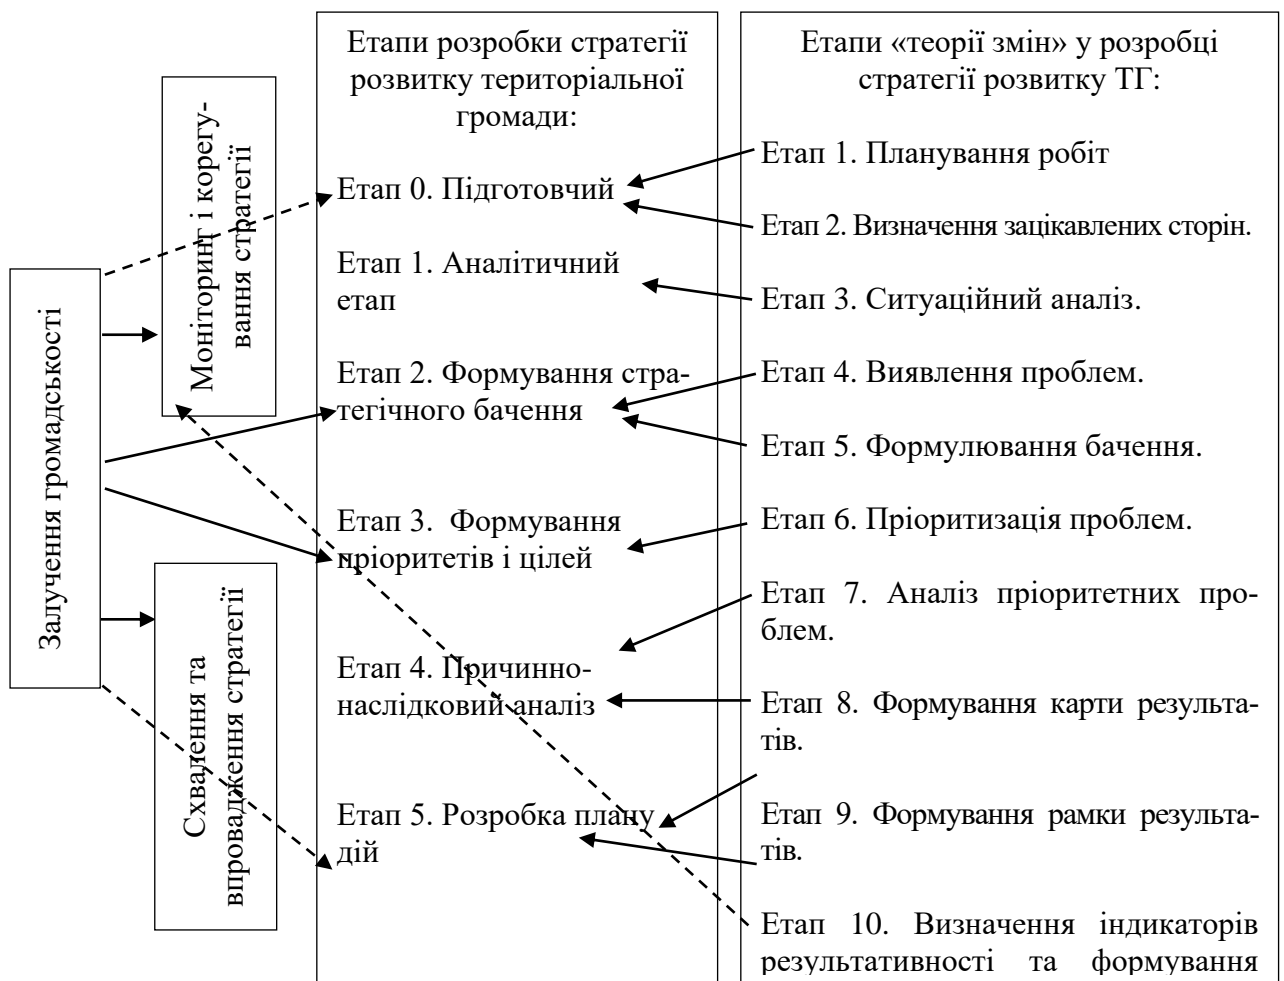 Залучення громадськості
Моніторинг і корегу-
вання стратегії
Схвалення та
впровадження стратегії
Етапи розробки стратегії
розвитку територіальної
громади:
Етап 0. Підготовчий
Етап 1. Аналітичний
етап
Етап 2. Формування стра-
тегічного бачення
Етап 3. Формування
пріоритетів і цілей
Етап 4. Причинно-
наслідковий аналіз
Етап 5. Розробка плану
дій
Етапи «теорії змін» у розробці
стратегії розвитку ТГ:
Етап 1. Планування робіт
Етап 2. Визначення зацікавлених сторін.
Етап 3. Ситуаційний аналіз.
Етап 4. Виявлення проблем.
Етап 5. Формулювання бачення.
Етап 6. Пріоритизація проблем.
Етап 7. Аналіз пріоритетних про-
блем.
Етап 8. Формування карти результа-
тів.
Етап 9. Формування рамки результа-
тів.
Етап 10. Визначення індикаторів
результативності та формування